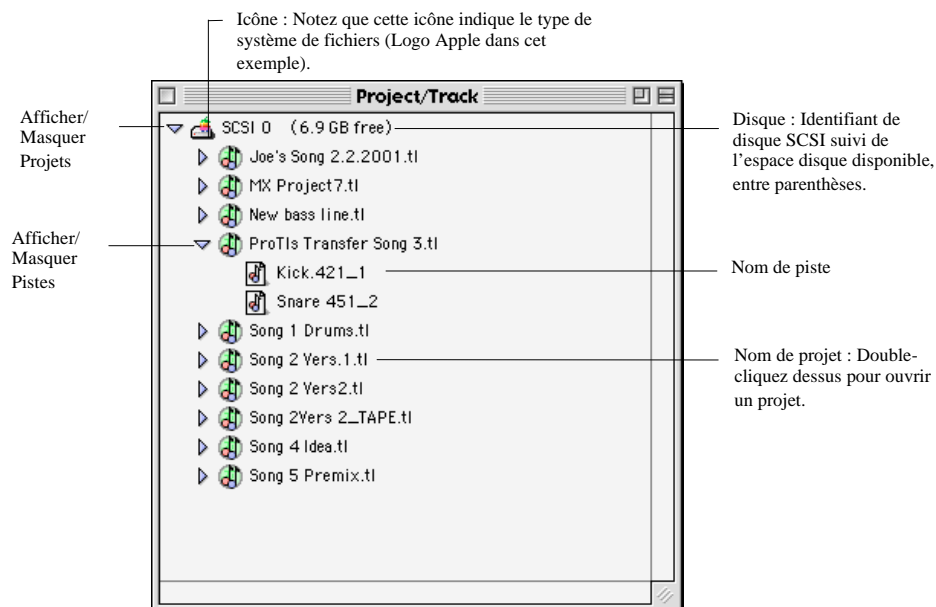 Icône : Notez que cette icône indique le type de
système de fichiers (Logo Apple dans cet
exemple).
Project/Track
Afficher/
Masquer
Projets
SCSI 0 (6.9 GB free)
Disque : Identifiant de
disque SCSI suivi de
l'espace disque disponible,
entre parenthèses.
Joe's Song 2.2.2001.tl
MX Project7.tl
New bass line.tl
Afficher/
Masquer
Pistes
ProTls Transfer Song 3.tl
Kick.421_1
Nom de piste
Snare 451_2
Song 1 Drums.tl
Song 2 Vers.1.tl
Nom de projet : Double-
cliquez dessus pour ouvrir
un projet.
Song 2 Vers2.tl
Song 2Vers 2_TAPE.tl
Song 4 Idea.tl
Song 5 Premix.tl